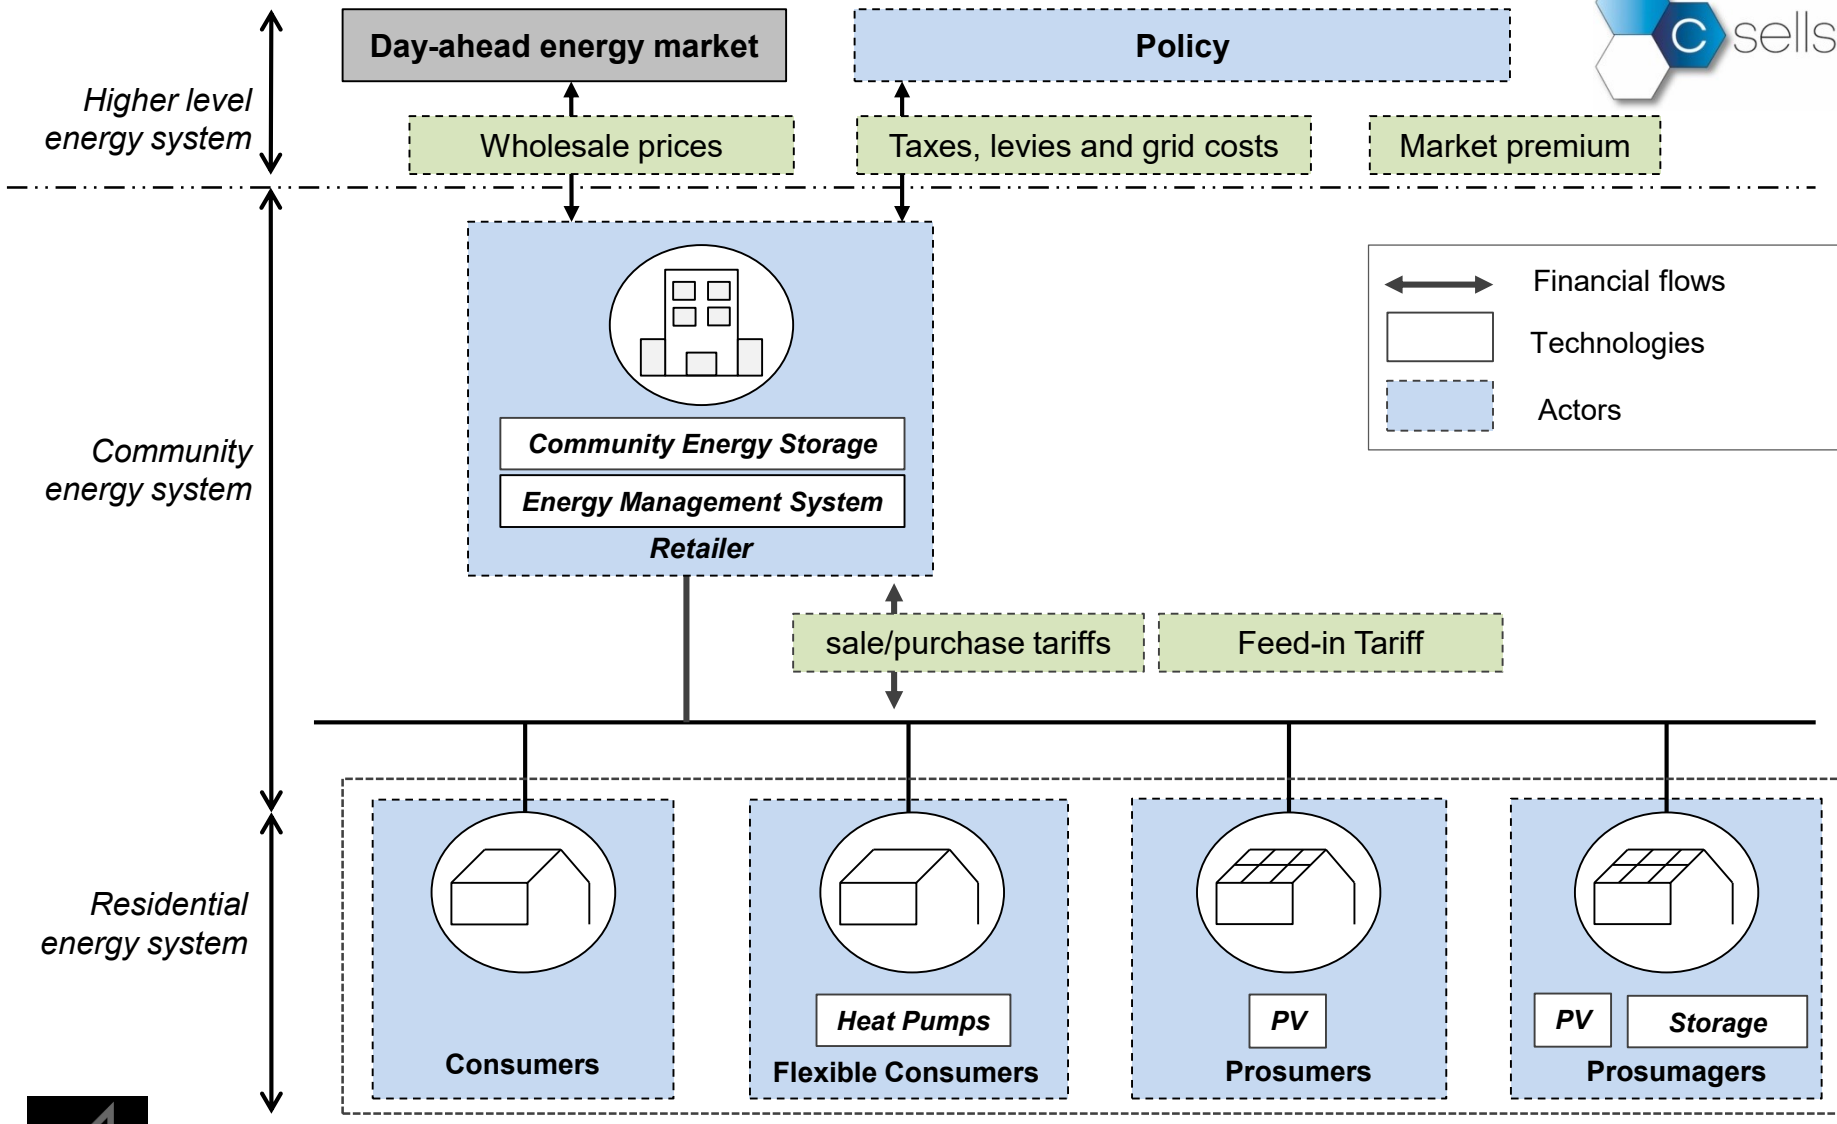 Day-ahead energy market
Policy
C sells
Higher level
energy system
Wholesale prices
Taxes, levies and grid costs
Market premium
Financial flows
Technologies
Actors
Community
energy system
Community Energy Storage
Energy Management System
Retailer
sale/purchase tariffs
Feed-in Tariff
Residential
energy system
Heat Pumps
PV
PV
Storage
Consumers
Flexible Consumers
Prosumers
Prosumagers